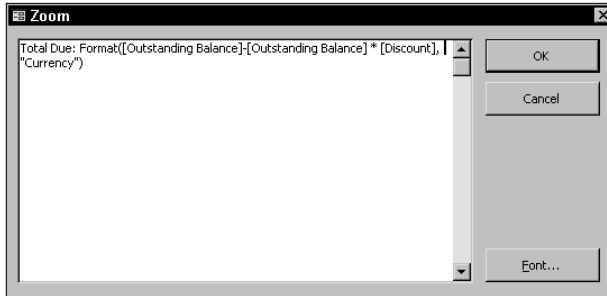 Zoom
Total Due: Format([Outstanding Balance]-[Outstanding Balance] * [Discount],
"Currency")
OK
Cancel
Font...